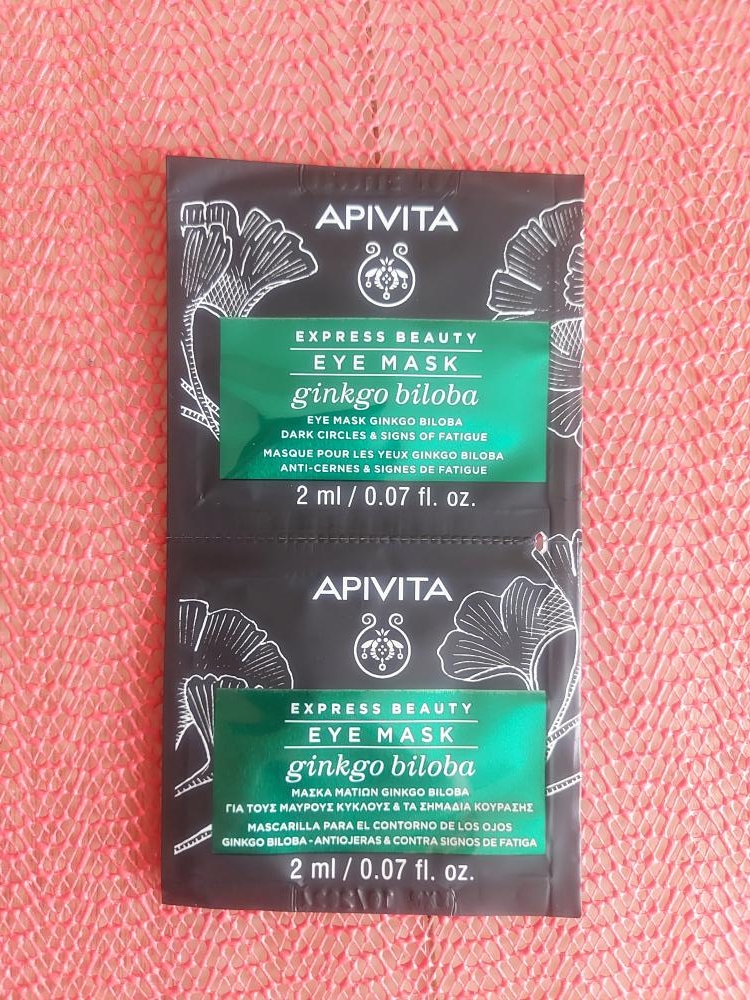 APIVITA
EXPRESS BEAUTY
EYE MASK
ginkgo biloba
EYE MASK GINKGO BILOBA
DARK CIRCLES & SIGNS OF FATIGUE
MASQUE POUR LES YEUX GINKGO BILOBA
ANTI-CERNES & SIGNES DE FATIGUE
2 ml / 0.07 fl. oz.
APIVITA
EXPRESS BEAUTY
EYE MASK
ginkgo biloba
ΜΑΣΚΑ ΜΑΤΙΩΝ GINKGO BILOBA
ΓΙΑ ΤΟΥΣ ΜΑΥΡΟΥΣ ΚΥΚΛΟΥΣ & ΤΑ ΣΗΜΑΔΙΑ ΚΟΥΡΑΣΗΣ
MASCARILLA PARA EL CONTORNO DE LOS OJOS
GINKGO BILOBA - ANTIOJERAS & CONTRA SIGNOS DE FATIGA
2 ml / 0.07 fl. oz.